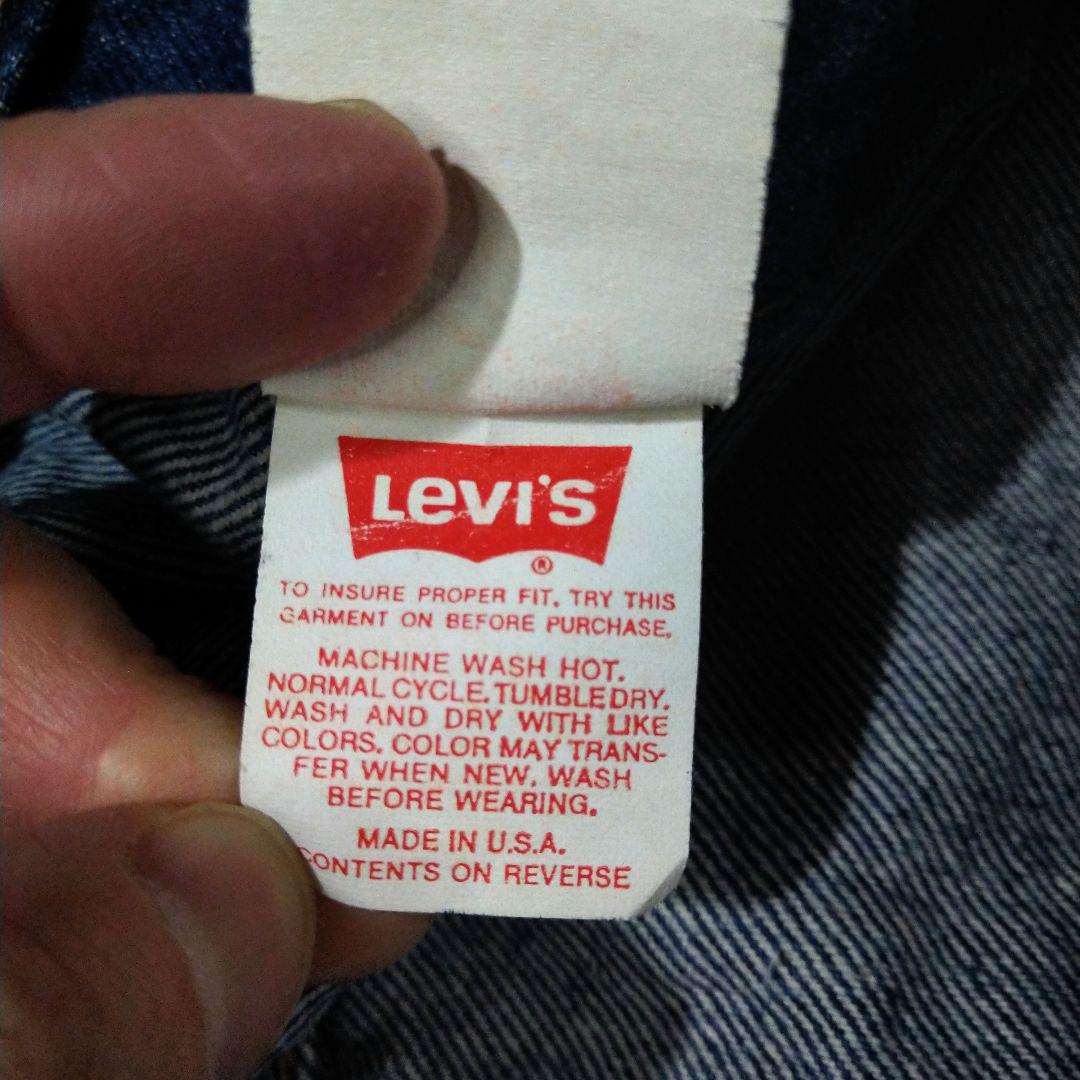 Levi's
®
TO INSURE PROPER FIT. TRY THIS
GARMENT ON BEFORE PURCHASE.
MACHINE WASH HOT.
NORMAL CYCLE. TUMBLE DRY.
WASH AND DRY WITH LIKE
COLORS. COLOR MAY TRANS-
FER WHEN NEW. WASH
BEFORE WEARING.
MADE IN U.S.A.
CONTENTS ON REVERSE